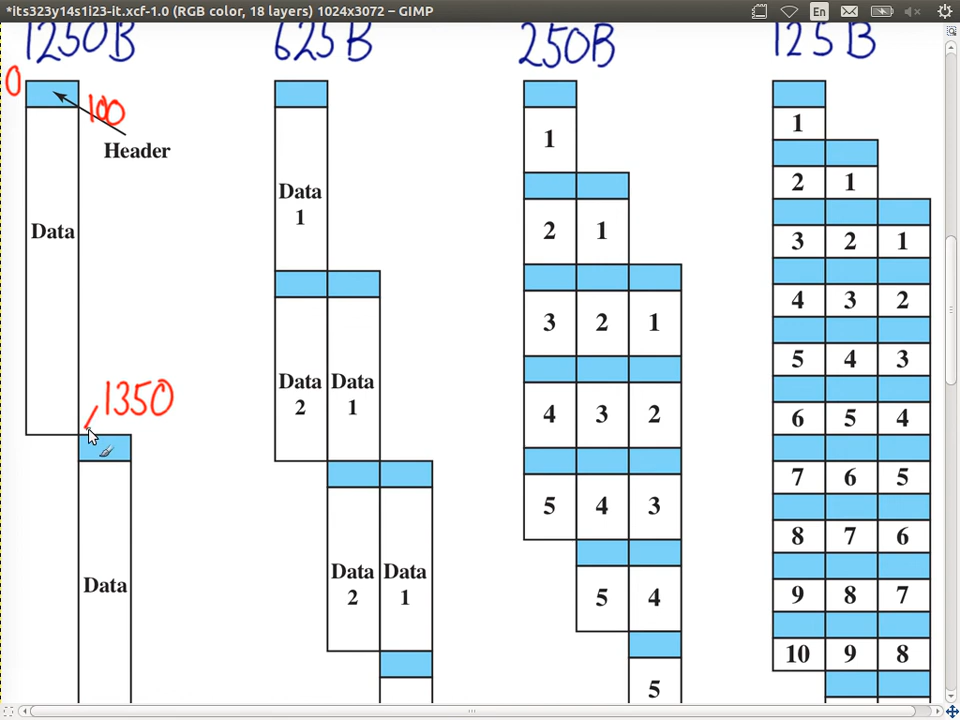 *its323y14s1i23-it.xcf-1.0 (RGB color, 18 layers) 1024x3072 – GIMP
En
1250B 625B 250B 125B
0
100
Header
Data
1350
Data
Data
1
Data Data
2 1
Data Data
2 1
1
2 1
3 2 1
4 3 2
5 4 3
5 4
5
1
2 1
3 2 1
4 3 2
5 4 3
6 5 4
7 6 5
8 7 6
9 8 7
10 9 8